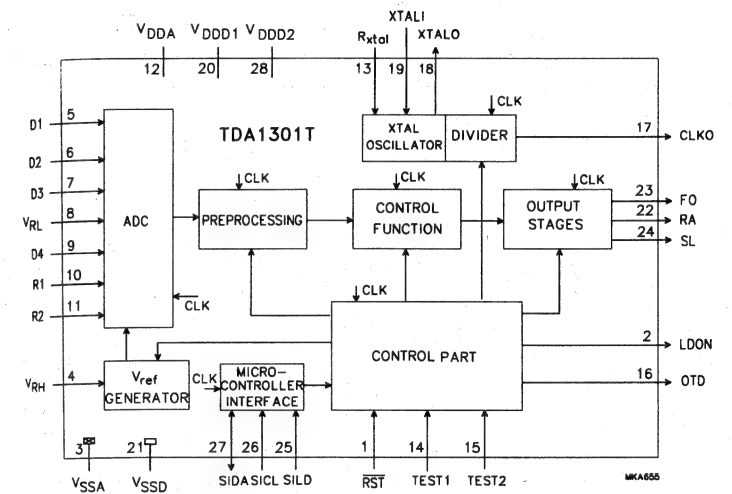 XTALI
VDDA VDDD1 VDDD2 Rxtal XTALO
12 20 28 13 19 18
CLK
TDA1301T
XTAL OSCILLATOR
DIVIDER
17 CLKO
D1 5
D2 6
D3 7
VRL 8
D4 9
R1 10
R2 11
ADC
CLK
CLK
PREPROCESSING
CLK
CONTROL FUNCTION
CLK
OUTPUT STAGES
23 FO
22 RA
24 SL
CLK
CONTROL PART
2 LDON
16 OTD
VRH 4
Vref GENERATOR
CLK
MICRO-
CONTROLLER
INTERFACE
3 21 27 26 25 1 14 15
VSSA VSSD SIDA SICL SILD RST TEST1 TEST2
MKA655